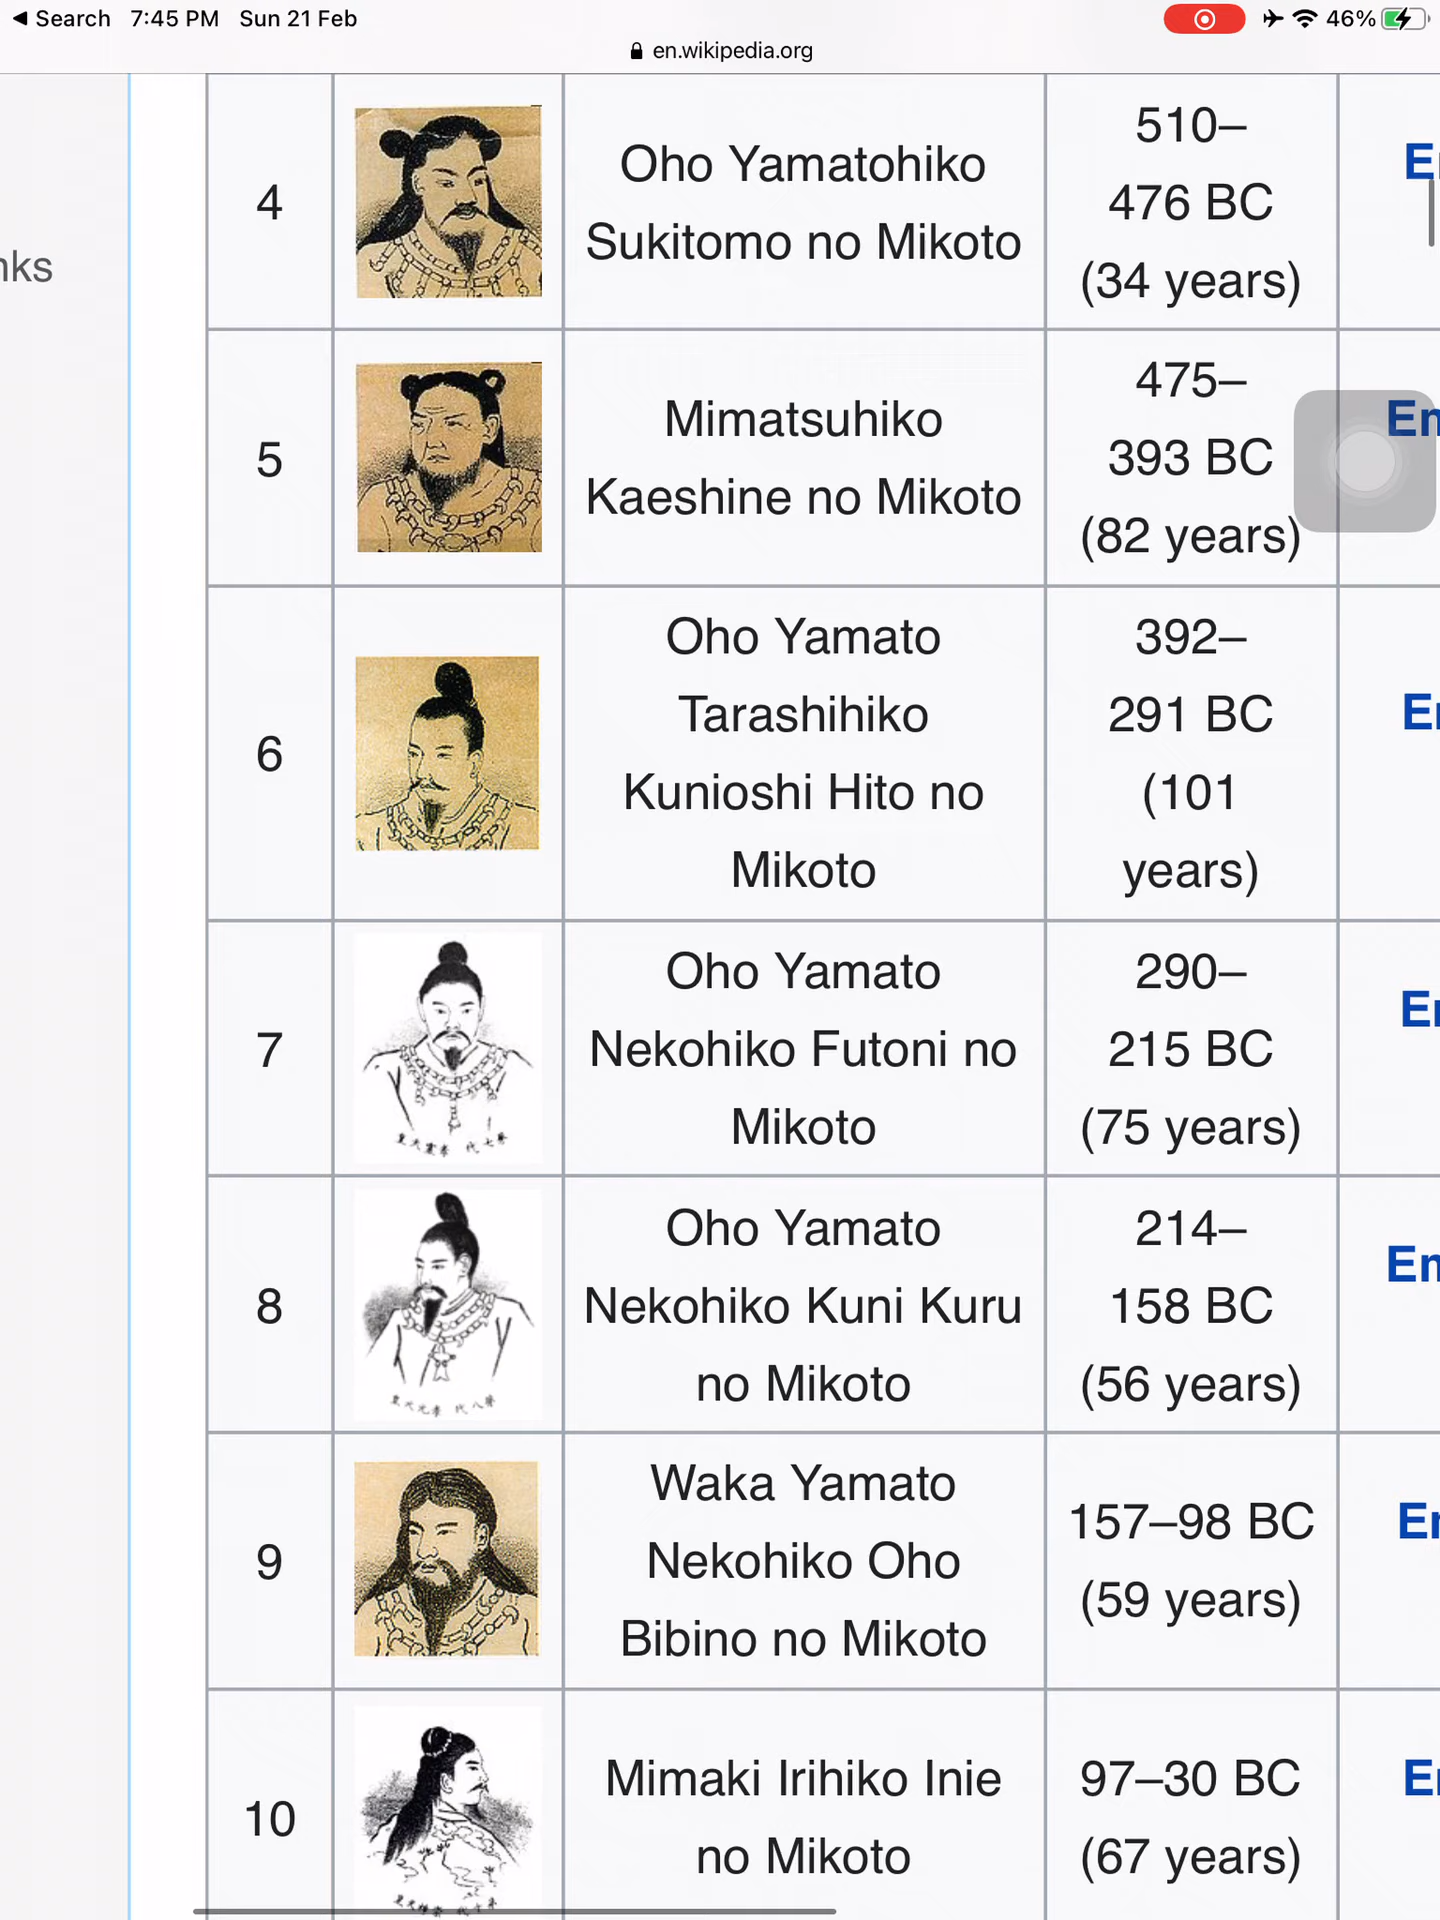 Search 7:45 PM Sun 21 Feb 46%
en.wikipedia.org
nks
4
Oho Yamatohiko
Sukitomo no Mikoto
510–
476 BC
(34 years)
5
Mimatsuhiko
Kaeshine no Mikoto
475–
393 BC
(82 years)
En
6
Oho Yamato
Tarashihiko
Kunioshi Hito no
Mikoto
392–
291 BC
(101
years)
7
Oho Yamato
Nekohiko Futoni no
Mikoto
290–
215 BC
(75 years)
8
Oho Yamato
Nekohiko Kuni Kuru
no Mikoto
214–
158 BC
(56 years)
En
9
Waka Yamato
Nekohiko Oho
Bibino no Mikoto
157–98 BC
(59 years)
10
Mimaki Irihiko Inie
no Mikoto
97–30 BC
(67 years)